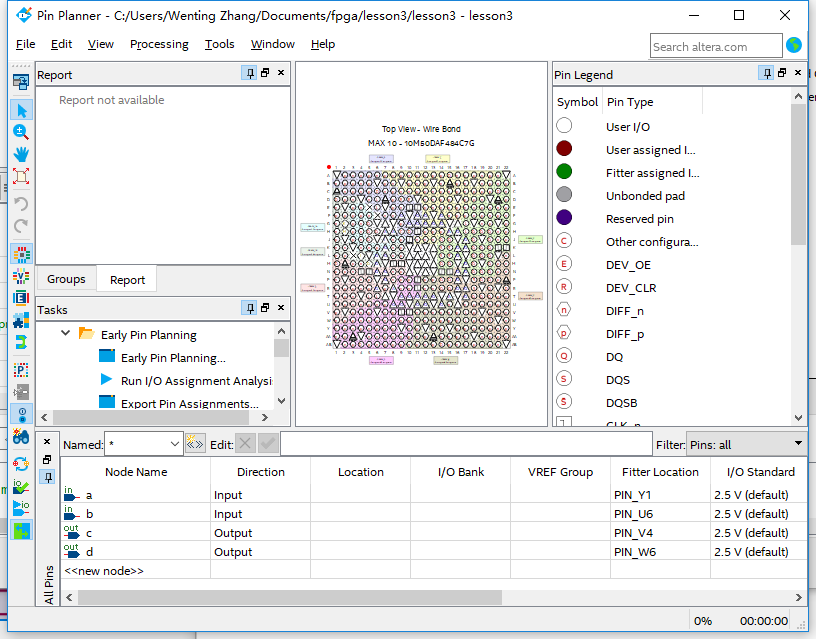 Pin Planner - C:/Users/Wenting Zhang/Documents/fpga/lesson3/lesson3 - lesson3
File Edit View Processing Tools Window Help
Search altera.com
Report
Report not available
Groups Report
Tasks
Early Pin Planning
Early Pin Planning...
Run I/O Assignment Analysi
Export Pin Assignments...
Top View - Wire Bond
MAX 10 - 10M50DAF484C7G
Pin Legend
Symbol Pin Type
User I/O
User assigned I...
Fitter assigned I...
Unbonded pad
Reserved pin
C Other configura...
E DEV_OE
R DEV_CLR
n DIFF_n
p DIFF_p
Q DQ
S DQS
S DQSB
CLK_n
Named: * Edit: Filter: Pins: all
Node Name Direction Location I/O Bank VREF Group Fitter Location I/O Standard
in a Input PIN_Y1 2.5 V (default)
in b Input PIN_U6 2.5 V (default)
out c Output PIN_V4 2.5 V (default)
out d Output PIN_W6 2.5 V (default)
<<new node>>
All Pins
0% 00:00:00